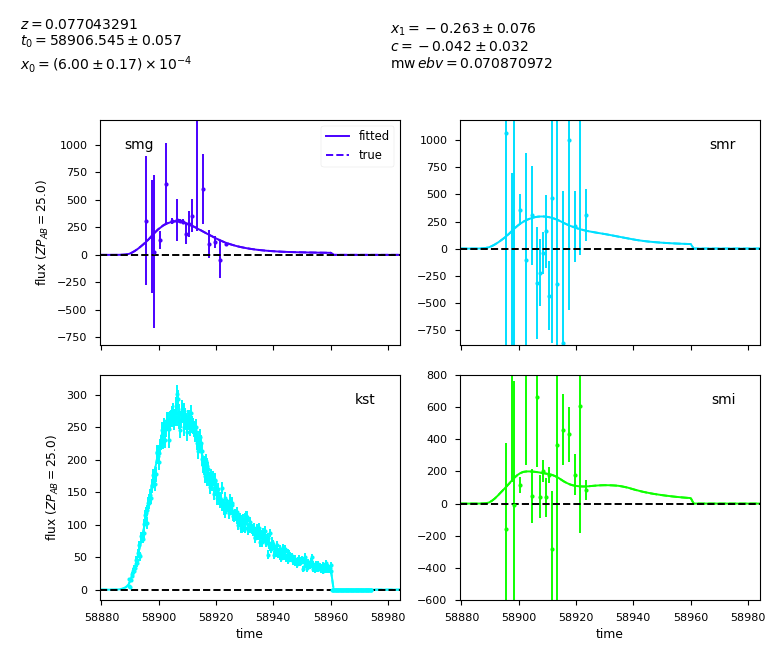 z = 0.077043291
t₀ = 58906.545 ± 0.057
x₀ = (6.00 ± 0.17) × 10⁻⁴
x₁ = −0.263 ± 0.076
c = −0.042 ± 0.032
mw ebv = 0.070870972
smg
fitted
true
1000
750
500
250
0
−250
−500
−750
flux (ZP_AB = 25.0)
smr
1000
750
500
250
0
−250
−500
−750
kst
300
250
200
150
100
50
0
flux (ZP_AB = 25.0)
58880 58900 58920 58940 58960 58980
time
smi
800
600
400
200
0
−200
−400
−600
58880 58900 58920 58940 58960 58980
time